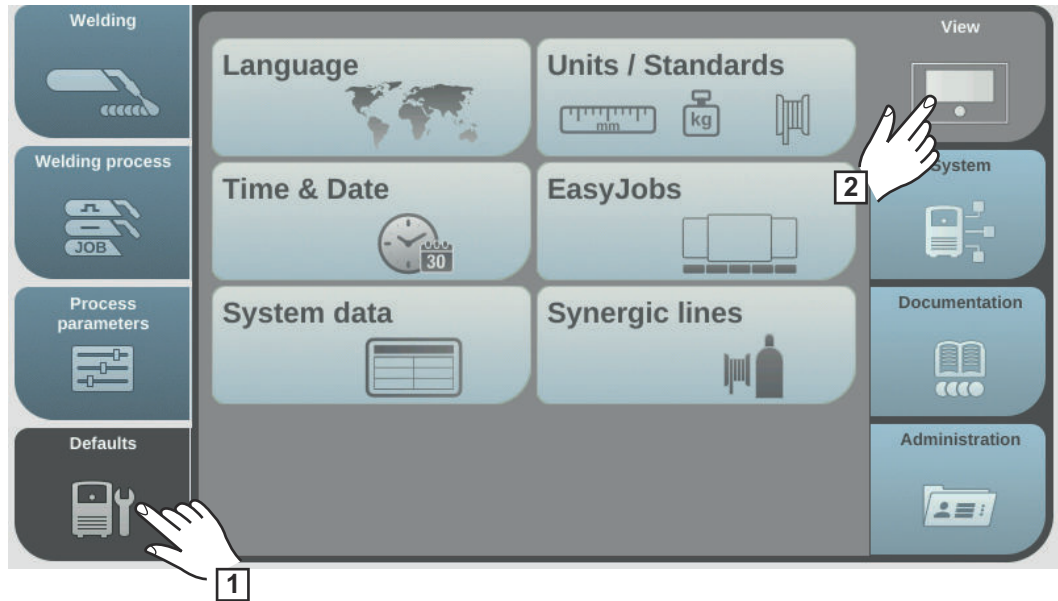 Welding
Welding process
JOB
Process
parameters
Defaults
1
Language
Units / Standards
mm
kg
Time & Date
30
EasyJobs
System data
Synergic lines
View
2
System
Documentation
Administration